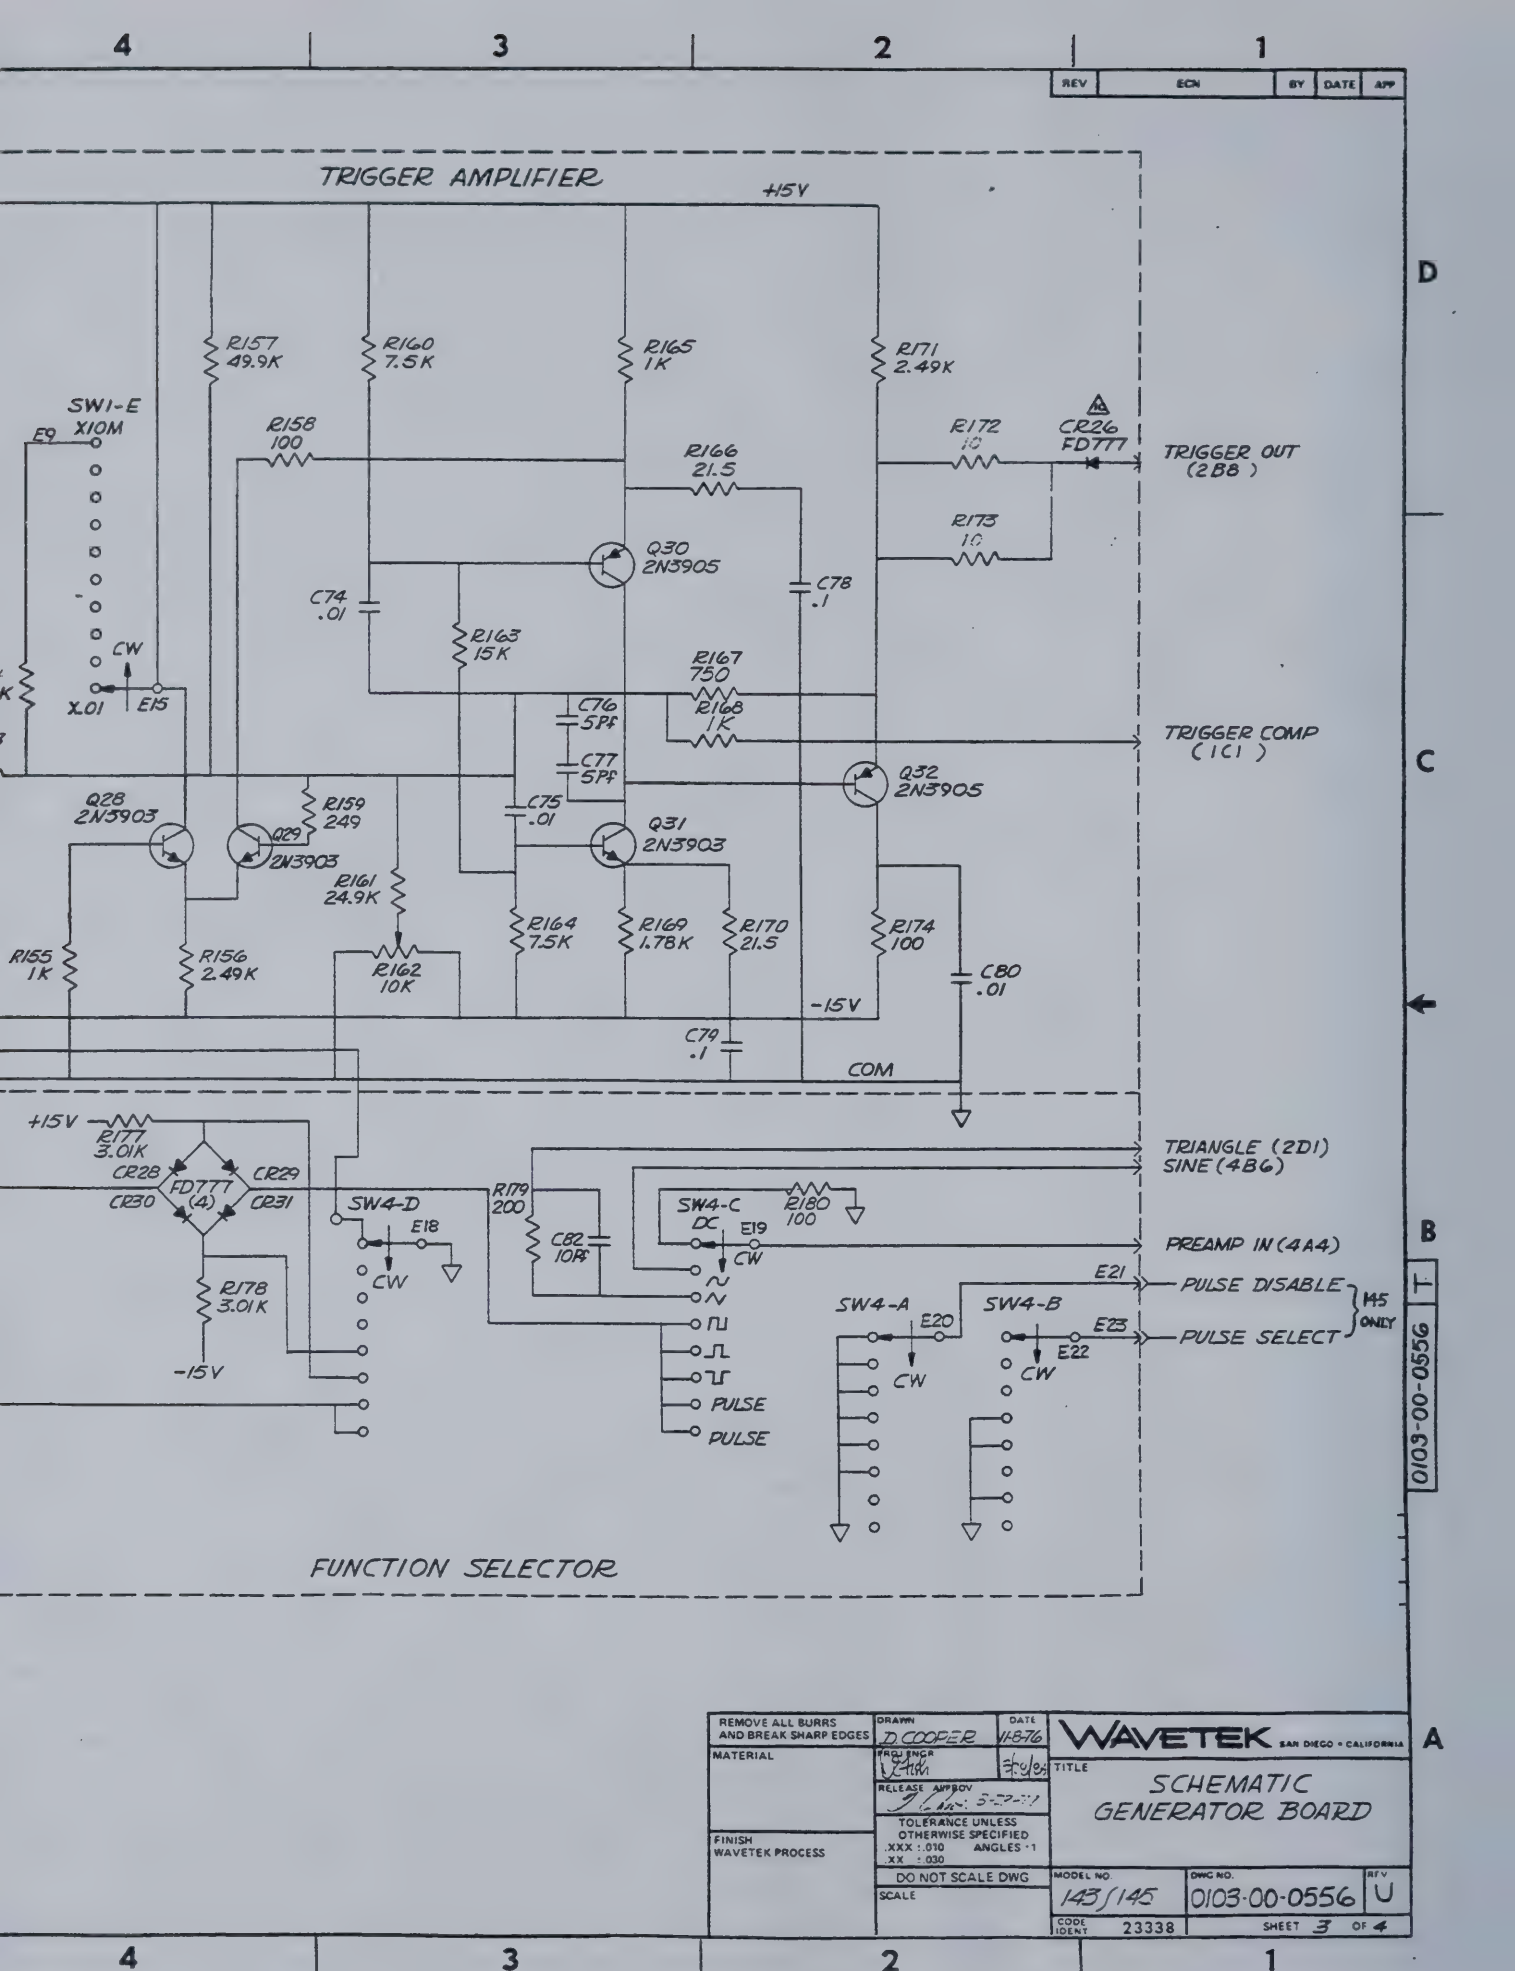 4 3 2 1
REV ECN BY DATE APP
TRIGGER AMPLIFIER
+15V
D
R157
49.9K
R160
7.5K
R165
1K
R171
2.49K
SW1-E
X10M
E9
R158
100
R166
21.5
R172
10
CR26
FD777
TRIGGER OUT
(2B8)
R173
10
Q30
2N3905
C74
.01
C78
.1
R163
15K
CW
K
X.01
E15
R167
750
R168
1K
C76
5Pf
C77
5Pf
TRIGGER COMP
(1C1)
C
Q28
2N3903
R159
249
Q29
2N3903
C75
.01
Q31
2N3903
Q32
2N3905
R161
24.9K
R155
1K
R156
2.49K
R162
10K
R164
7.5K
R169
1.78K
R170
21.5
R174
100
C80
.01
-15V
C79
.1
COM
+15V
R177
3.01K
CR28
CR29
FD777
(4)
CR30
CR31
R178
3.01K
-15V
SW4-D
E18
CW
R179
200
C82
10Pf
SW4-C
DC
E19
CW
R180
100
TRIANGLE (2D1)
SINE (4B6)
PREAMP IN (4A4)
B
PULSE
PULSE
SW4-A
E20
CW
SW4-B
E22
CW
E21
PULSE DISABLE
E23
PULSE SELECT
145
ONLY
0103-00-0556
T
FUNCTION SELECTOR
A
REMOVE ALL BURRS
AND BREAK SHARP EDGES
MATERIAL
FINISH
WAVETEK PROCESS
DRAWN
D. COOPER
DATE
11-8-76
PROJ ENGR
RELEASE APPROV
TOLERANCE UNLESS
OTHERWISE SPECIFIED
.XXX ±.010 ANGLES ±1
.XX ±.030
DO NOT SCALE DWG
SCALE
WAVETEK SAN DIEGO • CALIFORNIA
TITLE
SCHEMATIC
GENERATOR BOARD
MODEL NO.
143/145
DWG NO.
0103-00-0556
REV
U
CODE
IDENT
23338
SHEET 3 OF 4
4 3 2 1